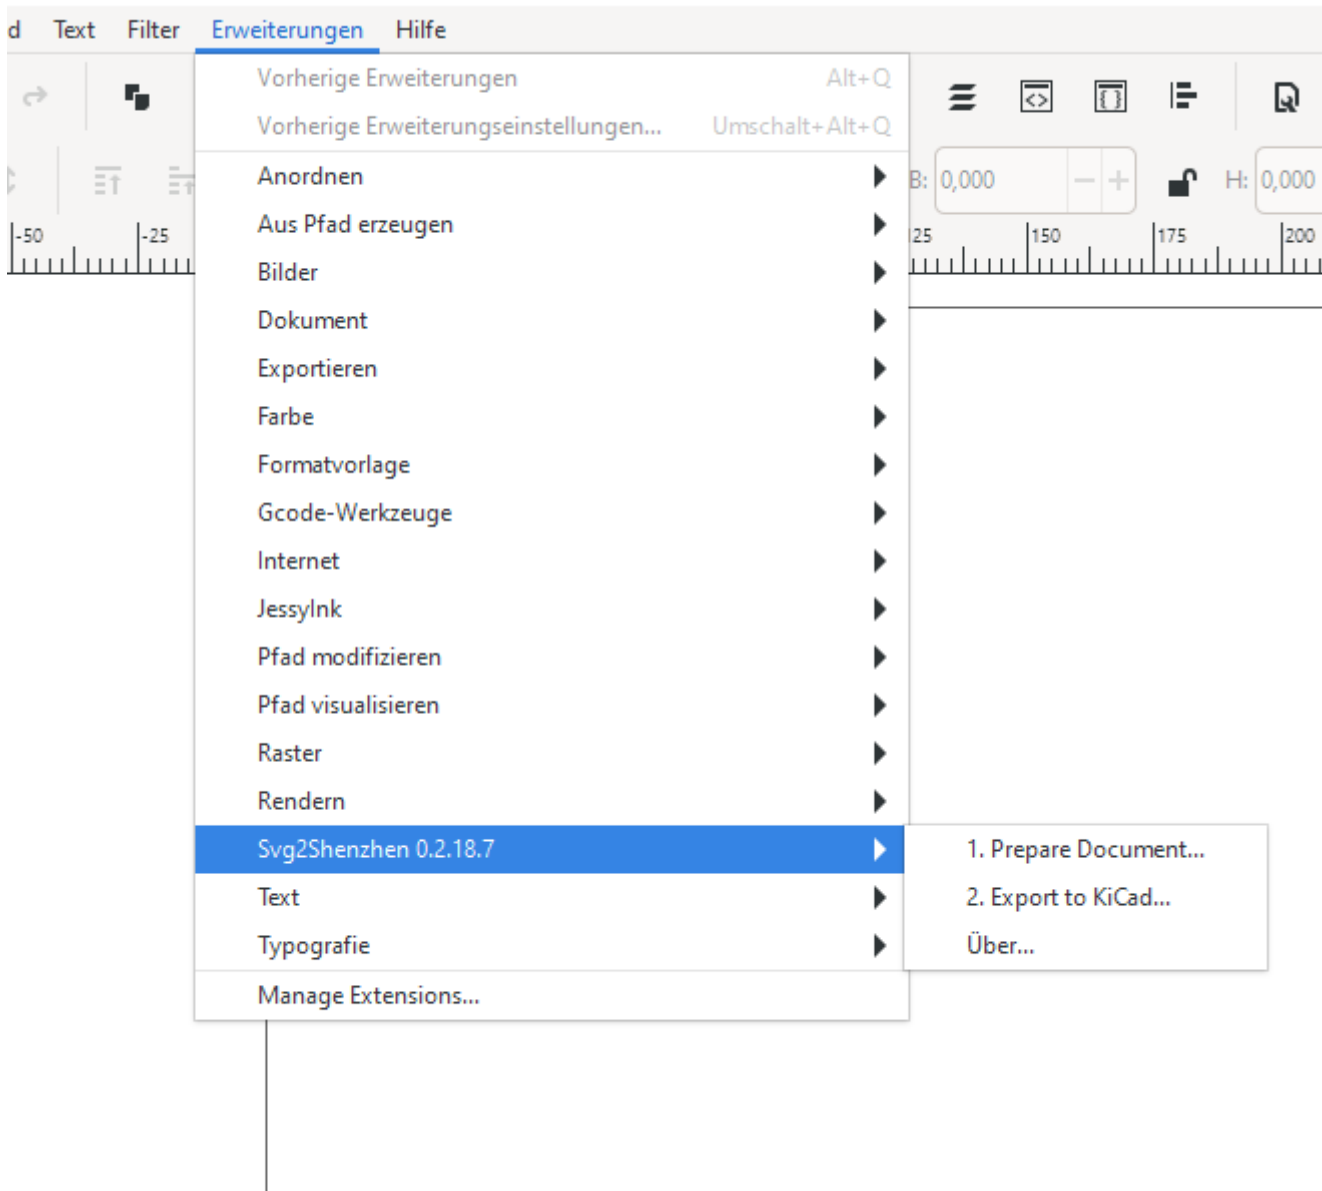 d Text Filter Erweiterungen Hilfe
Vorherige Erweiterungen Alt+Q
Vorherige Erweiterungseinstellungen... Umschalt+Alt+Q
Anordnen
B: 0,000 H: 0,000
Aus Pfad erzeugen
-50 -25 25 150 175 200
Bilder
Dokument
Exportieren
Farbe
Formatvorlage
Gcode-Werkzeuge
Internet
JessyInk
Pfad modifizieren
Pfad visualisieren
Raster
Rendern
Svg2Shenzhen 0.2.18.7
1. Prepare Document...
Text
2. Export to KiCad...
Typografie
Über...
Manage Extensions...